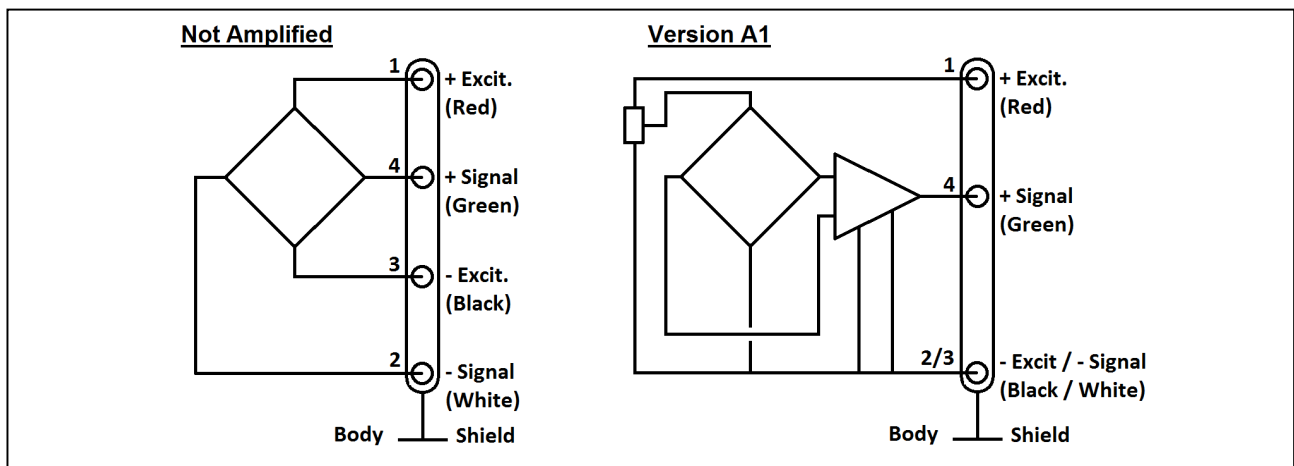 Not Amplified
1
+ Excit.
(Red)
4
+ Signal
(Green)
3
- Excit.
(Black)
2
- Signal
(White)
Body
Shield
Version A1
1
+ Excit.
(Red)
4
+ Signal
(Green)
2/3
- Excit / - Signal
(Black / White)
Body
Shield